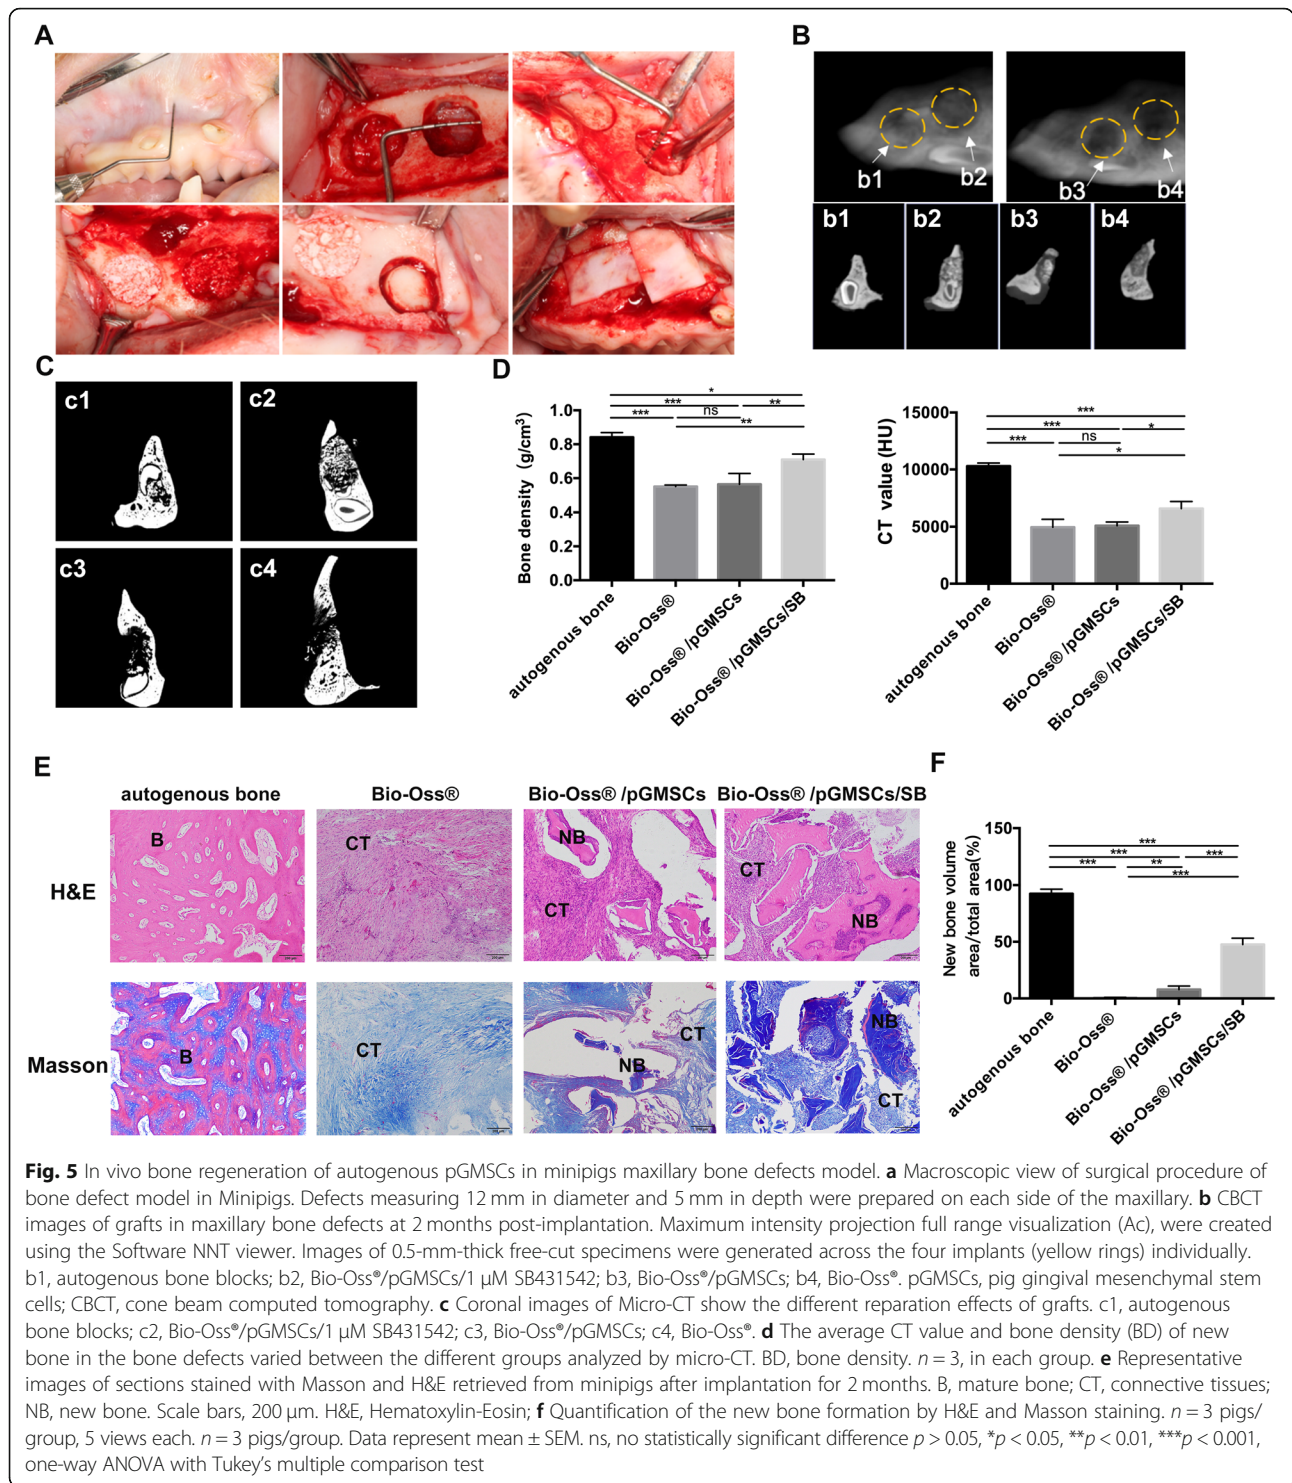 A
B
b1
b2
b3
b4
b1
b2
b3
b4
C
c1
c2
c3
c4
D
Bone density (g/cm³)
1.0
0.8
0.6
0.4
0.2
0.0
*
***
**
***
ns
**
autogenous bone
Bio-Oss®
Bio-Oss®/pGMSCs
Bio-Oss®/pGMSCs/SB
CT value (HU)
15000
10000
5000
0
***
***
*
***
ns
*
autogenous bone
Bio-Oss®
Bio-Oss®/pGMSCs
Bio-Oss®/pGMSCs/SB
E
autogenous bone
Bio-Oss®
Bio-Oss®/pGMSCs
Bio-Oss®/pGMSCs/SB
H&E
B
CT
NB
CT
CT
NB
Masson
B
CT
CT
NB
NB
CT
F
New bone volume
area/total area(%)
150
100
50
0
***
***
***
***
**
***
autogenous bone
Bio-Oss®
Bio-Oss®/pGMSCs
Bio-Oss®/pGMSCs/SB
Fig. 5 In vivo bone regeneration of autogenous pGMSCs in minipigs maxillary bone defects model. a Macroscopic view of surgical procedure of
bone defect model in Minipigs. Defects measuring 12 mm in diameter and 5 mm in depth were prepared on each side of the maxillary. b CBCT
images of grafts in maxillary bone defects at 2 months post-implantation. Maximum intensity projection full range visualization (Ac), were created
using the Software NNT viewer. Images of 0.5-mm-thick free-cut specimens were generated across the four implants (yellow rings) individually.
b1, autogenous bone blocks; b2, Bio-Oss®/pGMSCs/1 μM SB431542; b3, Bio-Oss®/pGMSCs; b4, Bio-Oss®. pGMSCs, pig gingival mesenchymal stem
cells; CBCT, cone beam computed tomography. c Coronal images of Micro-CT show the different reparation effects of grafts. c1, autogenous
bone blocks; c2, Bio-Oss®/pGMSCs/1 μM SB431542; c3, Bio-Oss®/pGMSCs; c4, Bio-Oss®. d The average CT value and bone density (BD) of new
bone in the bone defects varied between the different groups analyzed by micro-CT. BD, bone density. n = 3, in each group. e Representative
images of sections stained with Masson and H&E retrieved from minipigs after implantation for 2 months. B, mature bone; CT, connective tissues;
NB, new bone. Scale bars, 200 μm. H&E, Hematoxylin-Eosin; f Quantification of the new bone formation by H&E and Masson staining. n = 3 pigs/
group, 5 views each. n = 3 pigs/group. Data represent mean ± SEM. ns, no statistically significant difference p > 0.05, *p < 0.05, **p < 0.01, ***p < 0.001,
one-way ANOVA with Tukey's multiple comparison test